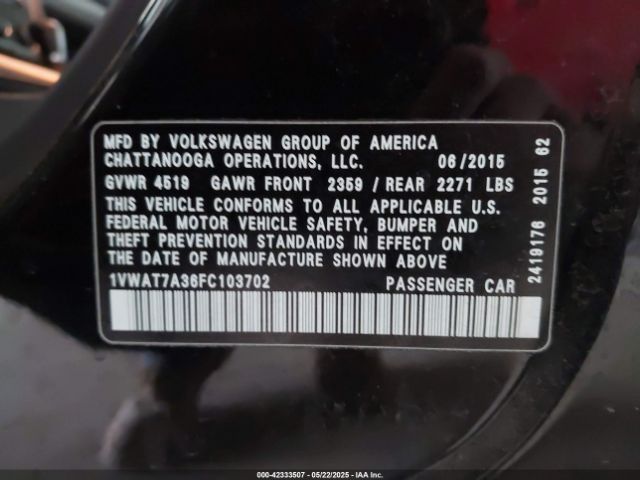 MFD BY VOLKSWAGEN GROUP OF AMERICA
CHATTANOOGA OPERATIONS, LLC. 06/2015
GVWR 4519 GAWR FRONT 2359 / REAR 2271 LBS
THIS VEHICLE CONFORMS TO ALL APPLICABLE U.S.
FEDERAL MOTOR VEHICLE SAFETY, BUMPER AND
THEFT PREVENTION STANDARDS IN EFFECT ON
THE DATE OF MANUFACTURE SHOWN ABOVE.
1VWAT7A36FC103702 PASSENGER CAR
2419176 2015 62
000-42333507 - 05/22/2025 - IAA Inc.